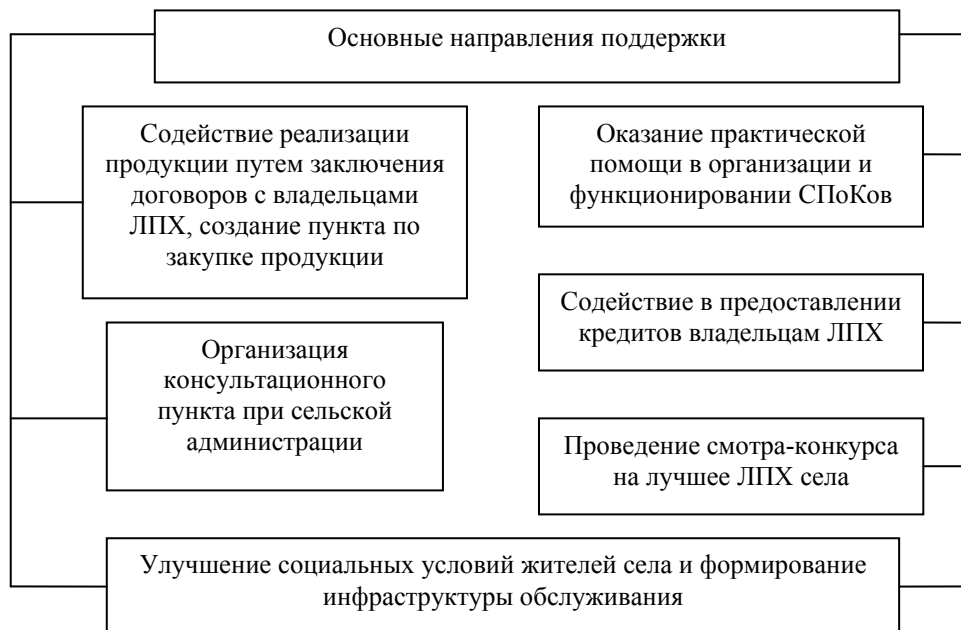 Основные направления поддержки
Содействие реализации
продукции путем заключения
договоров с владельцами
ЛПХ, создание пункта по
закупке продукции
Оказание практической
помощи в организации и
функционировании СПоКов
Содействие в предоставлении
кредитов владельцам ЛПХ
Организация
консультационного
пункта при сельской
администрации
Проведение смотра-конкурса
на лучшее ЛПХ села
Улучшение социальных условий жителей села и формирование
инфраструктуры обслуживания